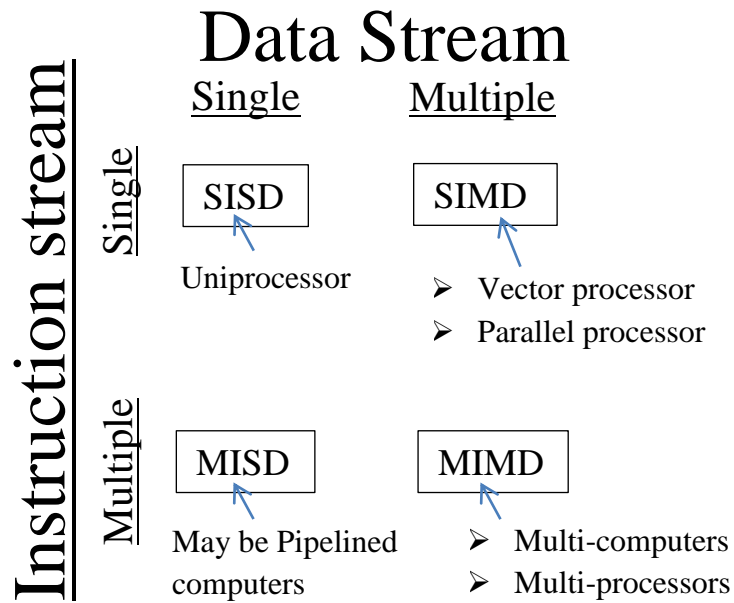 Data Stream
Single Multiple
Instruction stream
Single
SISD SIMD
Uniprocessor
➢ Vector processor
➢ Parallel processor
Multiple
MISD MIMD
May be Pipelined
computers
➢ Multi-computers
➢ Multi-processors